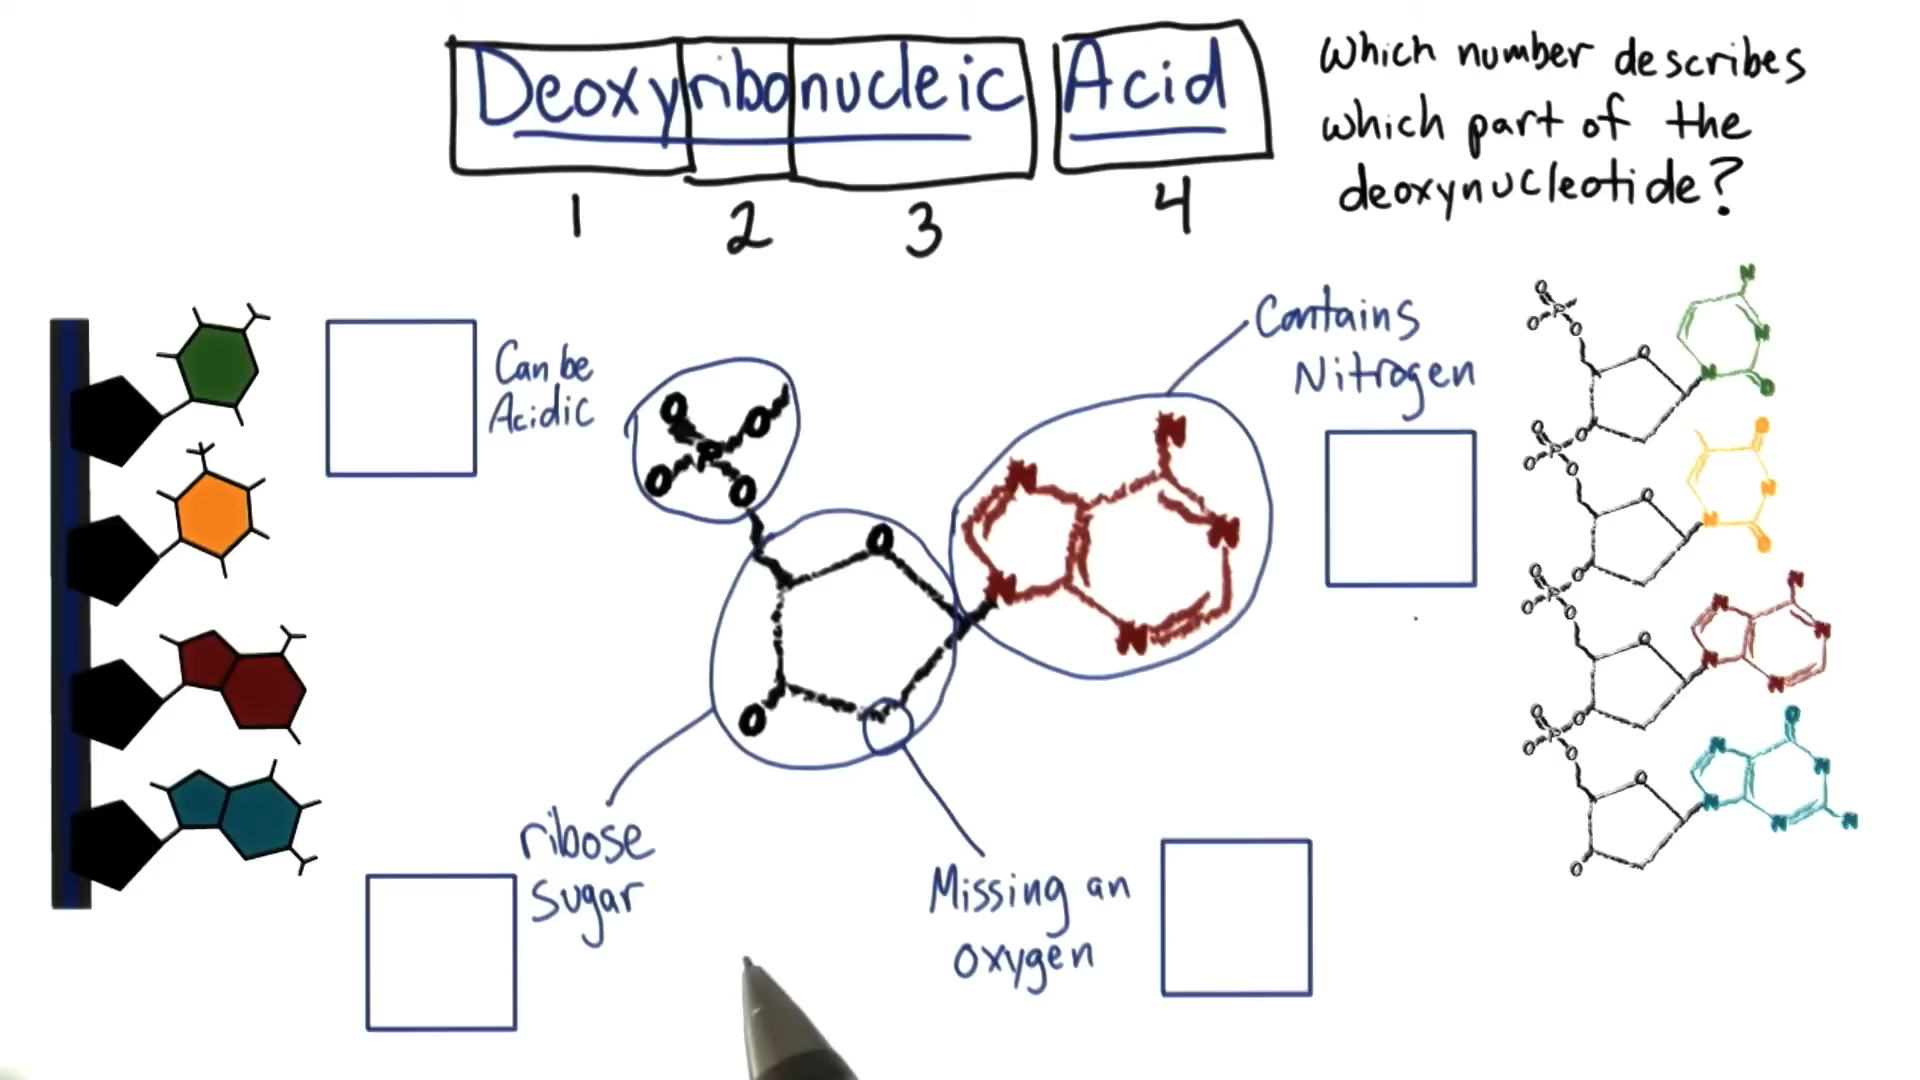 Deoxyribonucleic Acid
1 2 3 4
Which number describes
which part of the
deoxynucleotide?
Can be
Acidic
Contains
Nitrogen
ribose
sugar
Missing an
oxygen
O
O
P
O
O
O
O
N
N
N
N
N
O
P
O
O
O
N
N
N
O
O
P
O
O
O
O
N
N
O
O
P
O
O
O
N
N
N
N
N
O
P
O
O
O
O
O
N
N
N
N
N
O